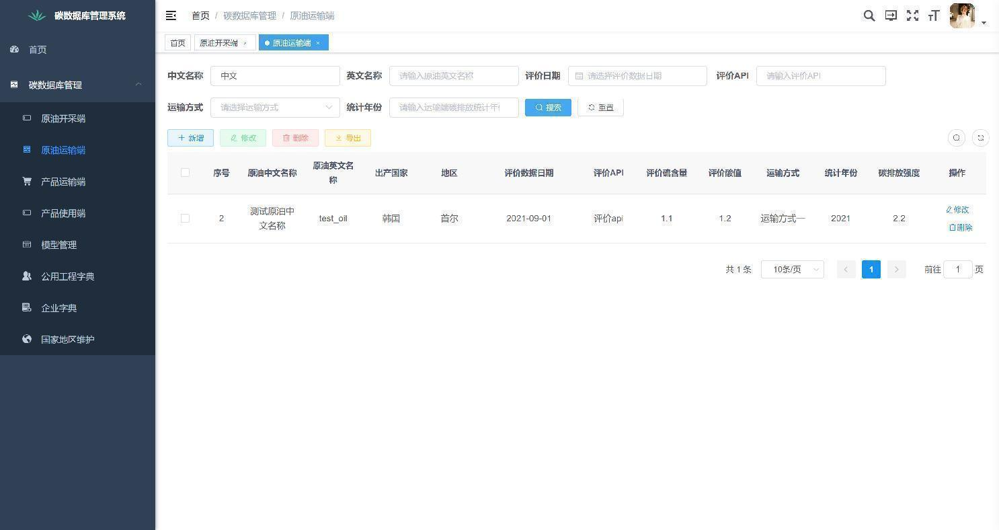 碳数据库管理系统
首页
碳数据库管理
原油开采端
原油运输端
产品运输端
产品使用端
模型管理
公用工程字典
企业字典
国家地区维护
首页 / 碳数据库管理 / 原油运输端
首页 原油开采端 × 原油运输端 ×
中文名称 中文 英文名称 请输入原油英文名称 评价日期 请选择评价数据日期 评价API 请输入评价API
运输方式 请选择运输方式 统计年份 请输入运输端碳排放统计年 搜索 重置
新增 修改 删除 导出
序号 原油中文名称 原油英文名称 出产国家 地区 评价数据日期 评价API 评价硫含量 评价酸值 运输方式 统计年份 碳排放强度 操作
2 测试原油中文名称 test_oil 韩国 首尔 2021-09-01 评价api 1.1 1.2 运输方式一 2021 2.2 修改
删除
共 1 条 10条/页 < 1 > 前往 1 页